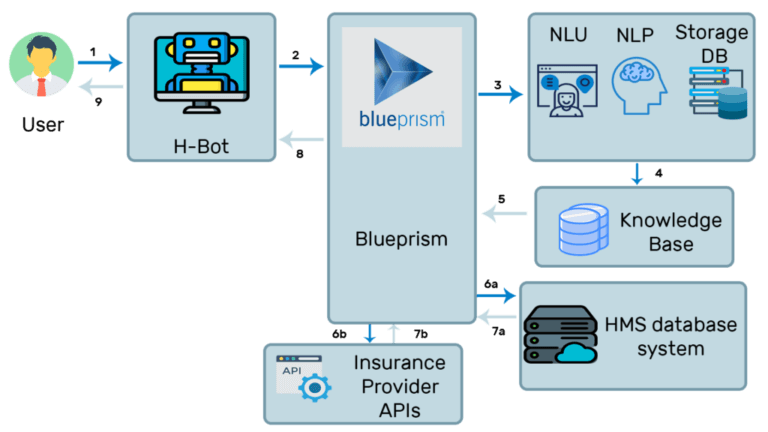 1
9
User
H-Bot
2
8
blueprism
Blueprism
3
NLU
NLP
Storage
DB
4
5
Knowledge
Base
6a
7a
HMS database
system
6b
7b
API
Insurance
Provider
APIs